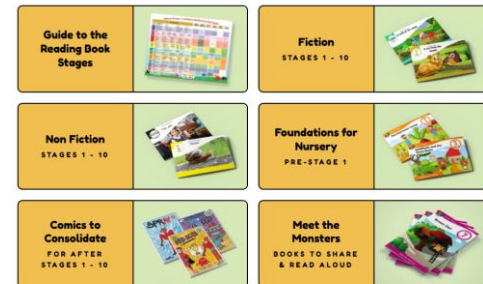 Guide to the
Reading Book
Stages
Fiction
STAGES 1 - 10
Non Fiction
STAGES 1 - 10
Foundations for
Nursery
PRE-STAGE 1
Comics to
Consolidate
FOR AFTER
STAGES 1 - 10
Meet the
Monsters
BOOKS TO SHARE
& READ ALOUD